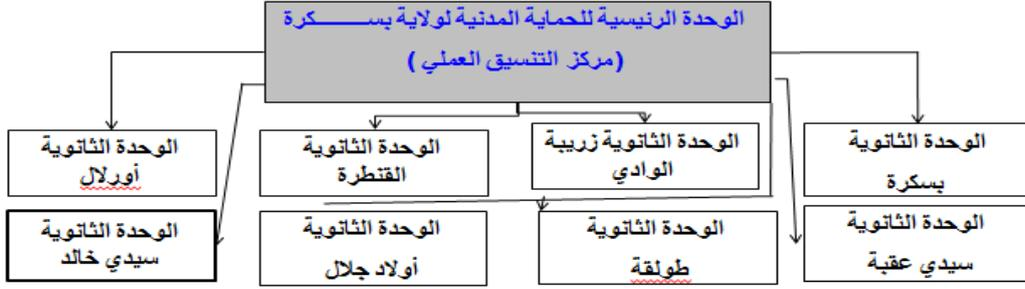 الوحدة الرئيسية للحماية المدنية لولاية بســــــكرة
(مركز التنسيق العملي )
الوحدة الثانوية
بسكرة
الوحدة الثانوية زريبة
الوادي
الوحدة الثانوية
القنطرة
الوحدة الثانوية
أورلال
الوحدة الثانوية
سيدي عقبة
الوحدة الثانوية
طولقة
الوحدة الثانوية
أولاد جلال
الوحدة الثانوية
سيدي خالد